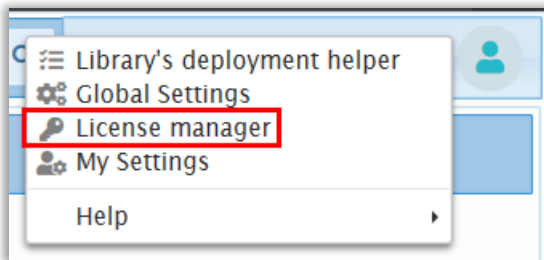 Library's deployment helper
Global Settings
License manager
My Settings
Help